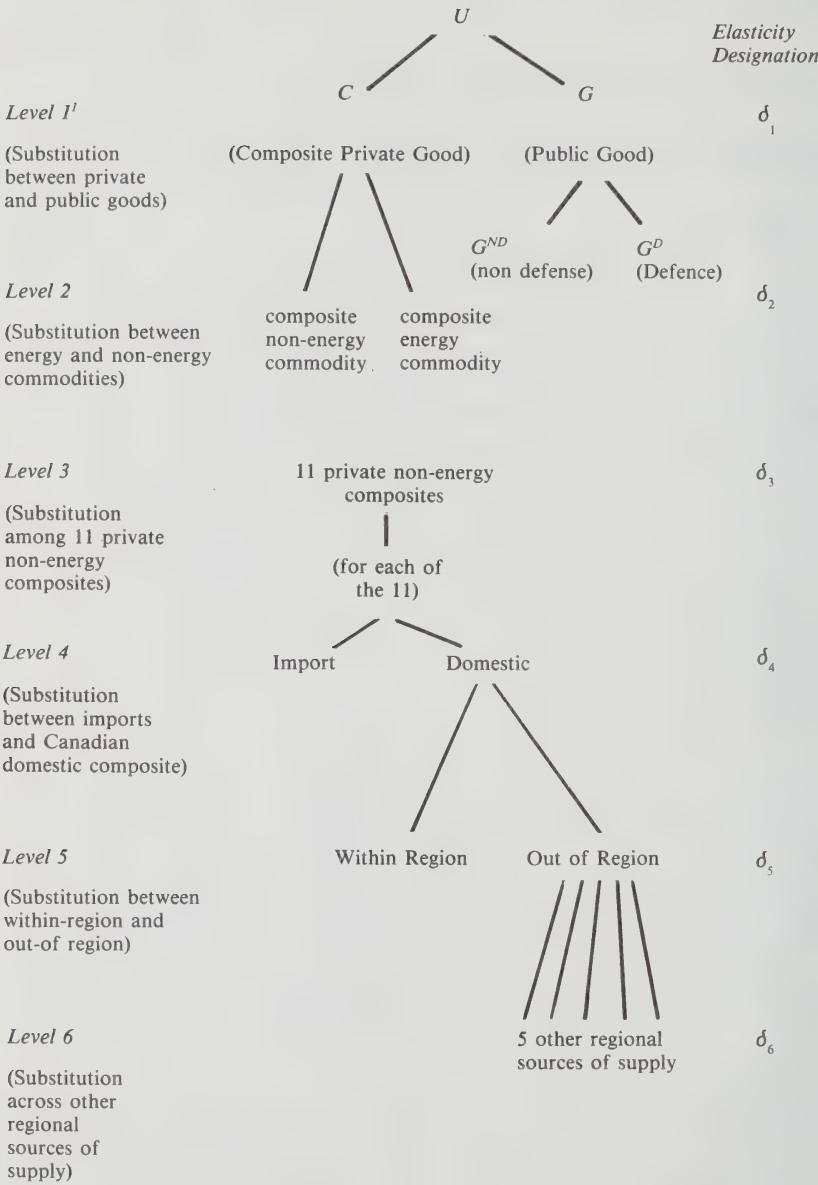 U
Elasticity
Designation
C
G
Level 1¹
δ₁
(Substitution
between private
and public goods)
(Composite Private Good)
(Public Good)
Gᴺᴰ
(non defense)
Gᴰ
(Defence)
Level 2
δ₂
(Substitution between
energy and non-energy
commodities)
composite
non-energy
commodity
composite
energy
commodity
Level 3
11 private non-energy
composites
δ₃
(Substitution
among 11 private
non-energy
composites)
(for each of
the 11)
Level 4
Import
Domestic
δ₄
(Substitution
between imports
and Canadian
domestic composite)
Level 5
Within Region
Out of Region
δ₅
(Substitution between
within-region and
out-of region)
Level 6
5 other regional
sources of supply
δ₆
(Substitution
across other
regional
sources of
supply)